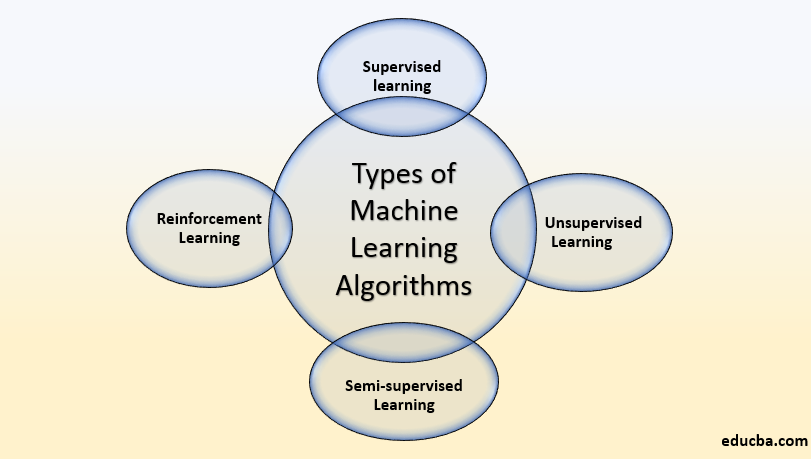 Supervised
learning
Types of
Machine
Learning
Algorithms
Reinforcement
Learning
Unsupervised
Learning
Semi-supervised
Learning
educba.com